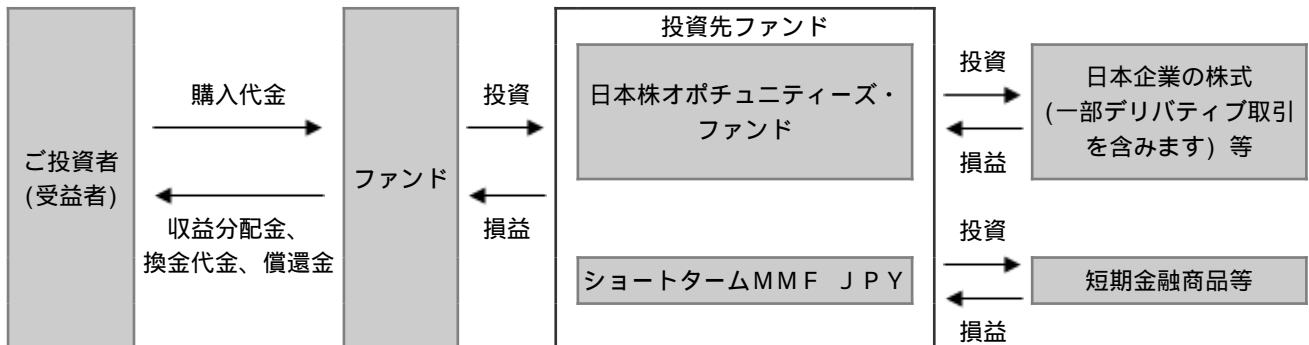 ご投資者
(受益者)
購入代金
収益分配金、
換金代金、償還金
ファンド
投資
損益
投資先ファンド
日本株オポチュニティーズ・
ファンド
ショートタームＭＭＦ　ＪＰＹ
投資
損益
日本企業の株式
(一部デリバティブ取引
を含みます) 等
投資
損益
短期金融商品等